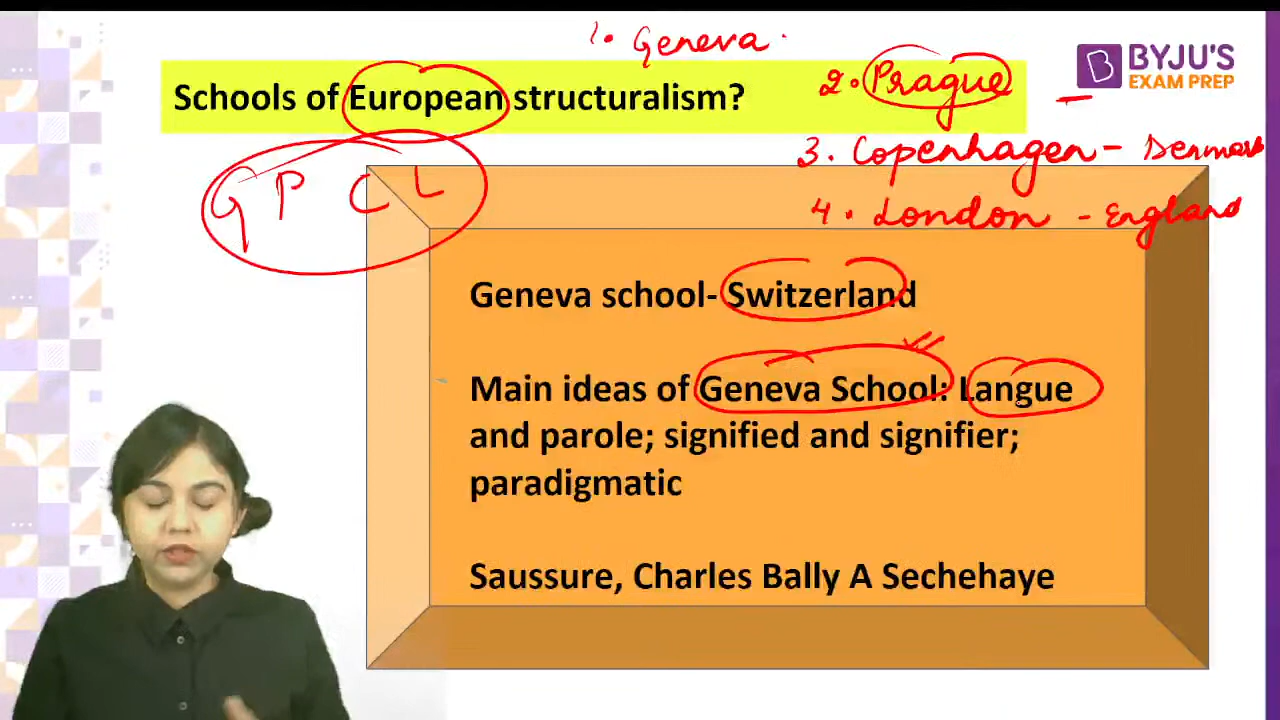 1. Geneva
Schools of European structuralism?
2. Prague
BYJU'S
EXAM PREP
3. Copenhagen - Denmark
G P C L
4. London - England
Geneva school- Switzerland
Main ideas of Geneva School: Langue
and parole; signified and signifier;
paradigmatic
Saussure, Charles Bally A Sechehaye